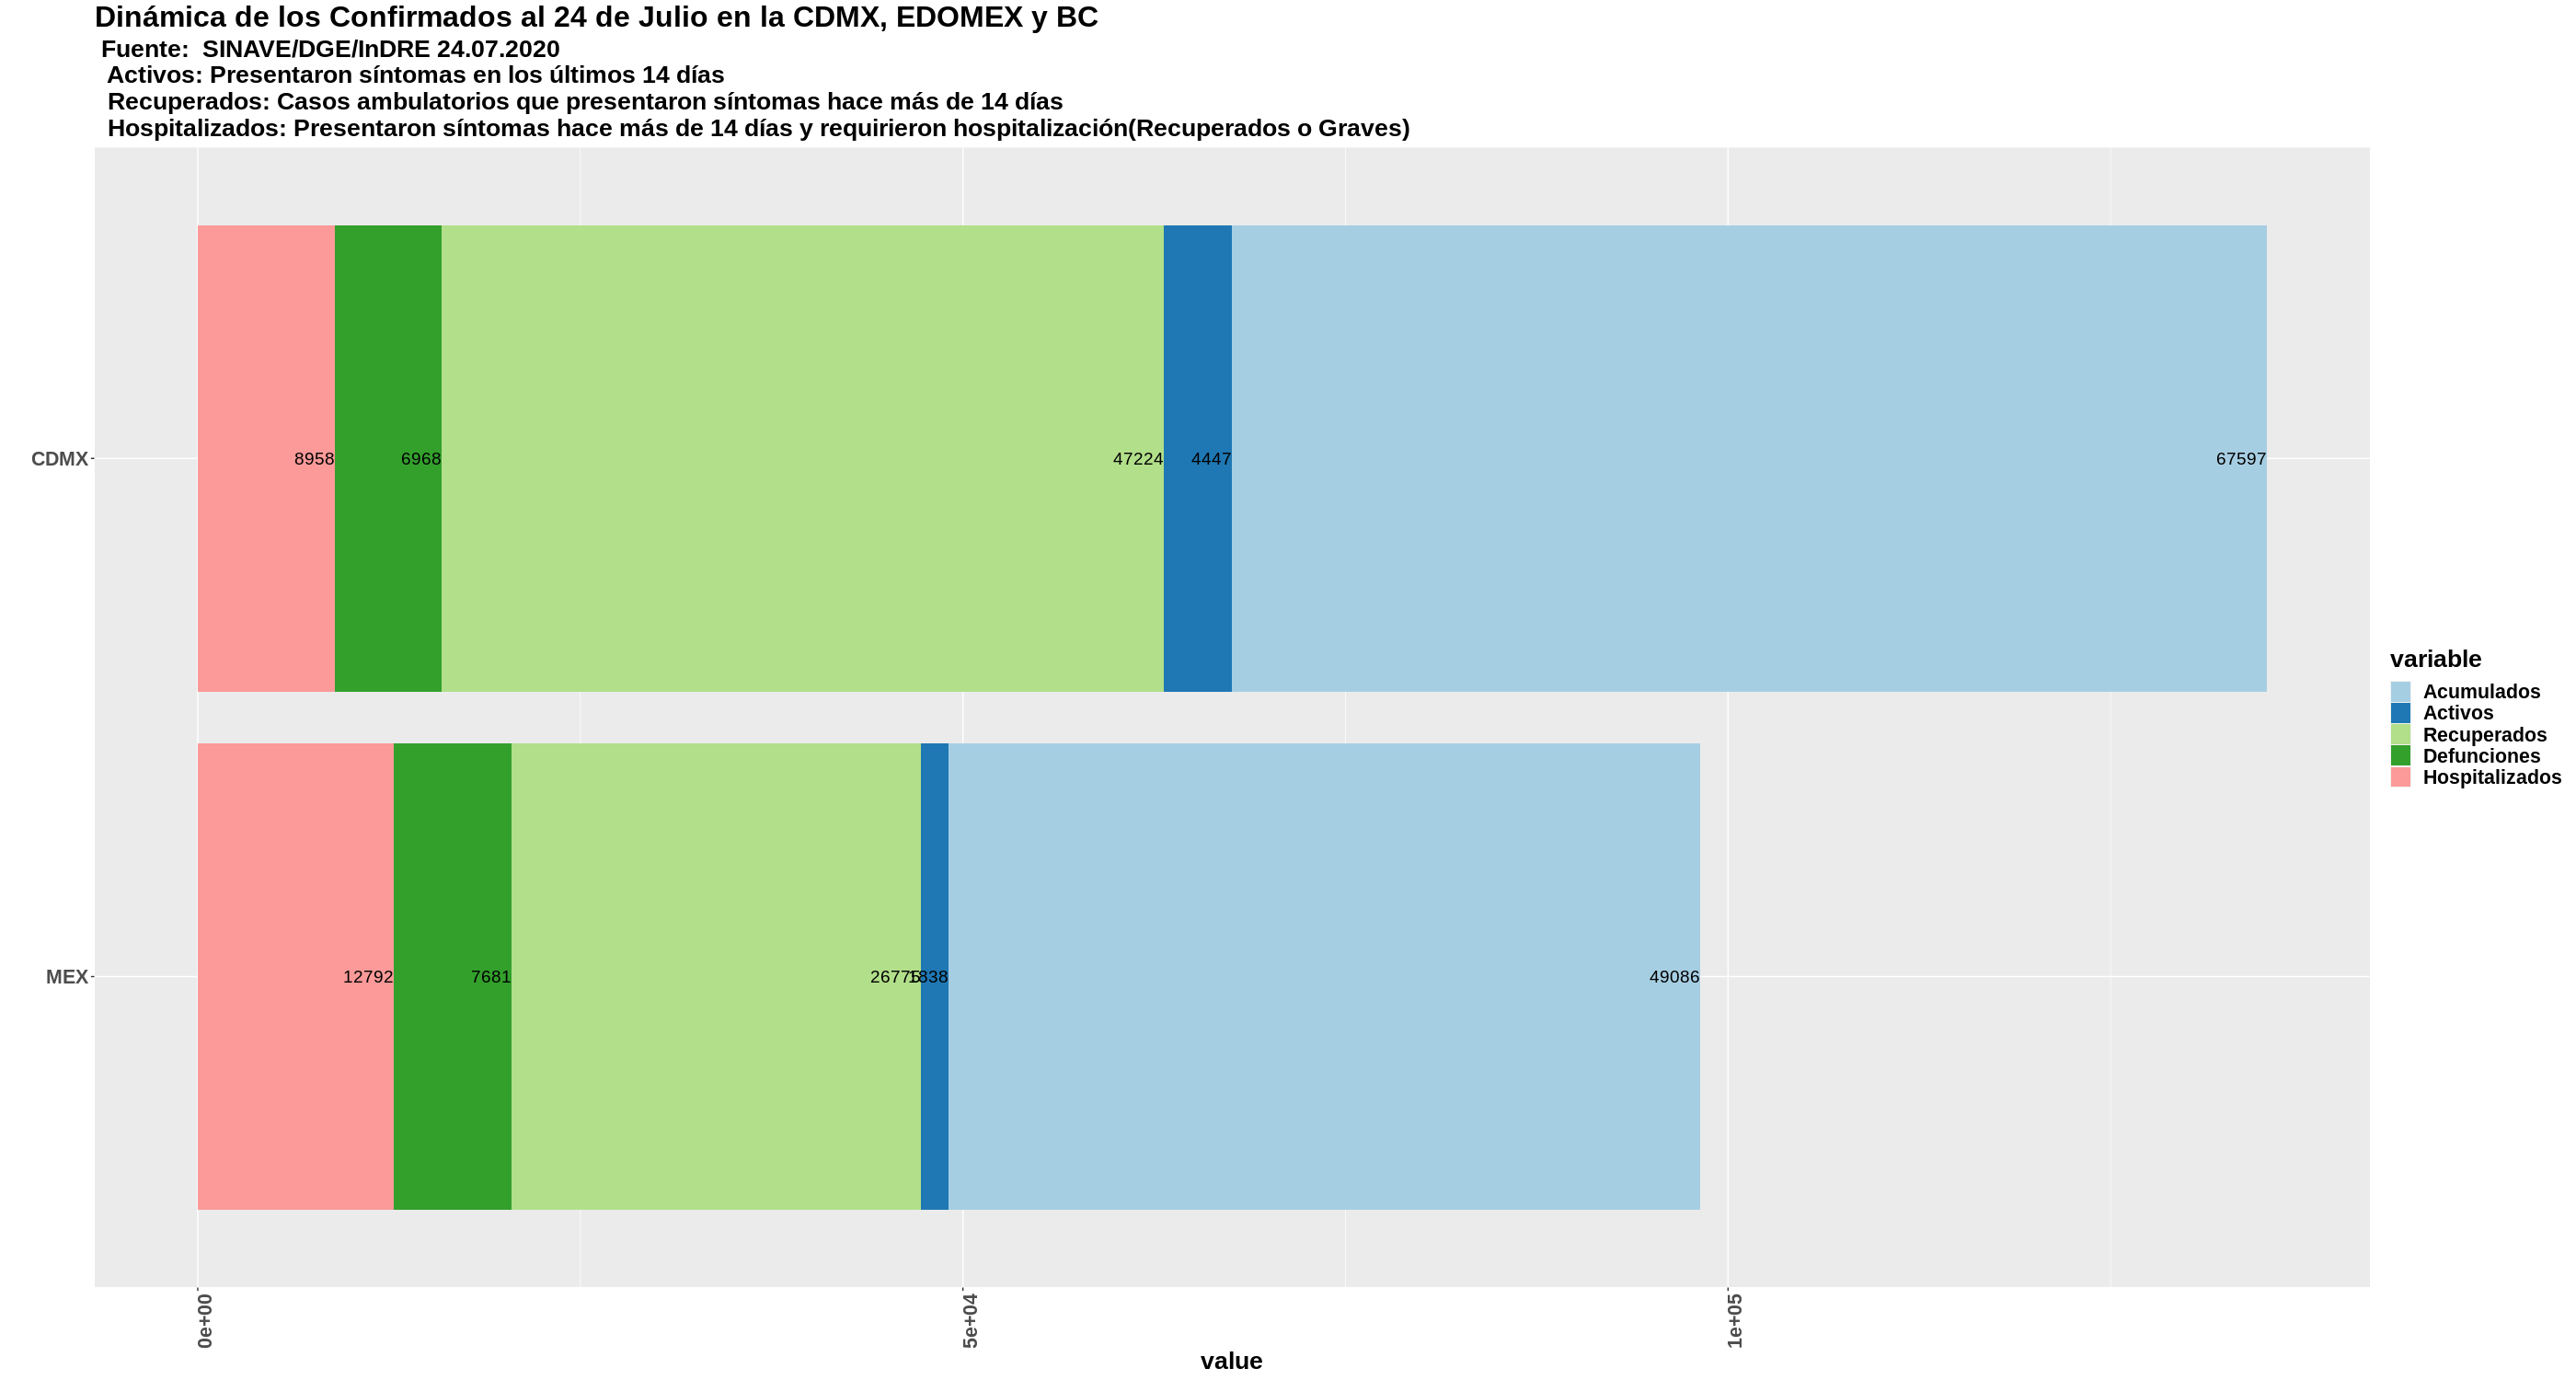 Dinámica de los Confirmados al 24 de Julio en la CDMX, EDOMEX y BC
Fuente:  SINAVE/DGE/InDRE 24.07.2020
Activos: Presentaron síntomas en los últimos 14 días
Recuperados: Casos ambulatorios que presentaron síntomas hace más de 14 días
Hospitalizados: Presentaron síntomas hace más de 14 días y requirieron hospitalización(Recuperados o Graves)
CDMX
8958
6968
47224
4447
67597
MEX
12792
7681
26775
1838
49086
0e+00
5e+04
1e+05
value
variable
Acumulados
Activos
Recuperados
Defunciones
Hospitalizados